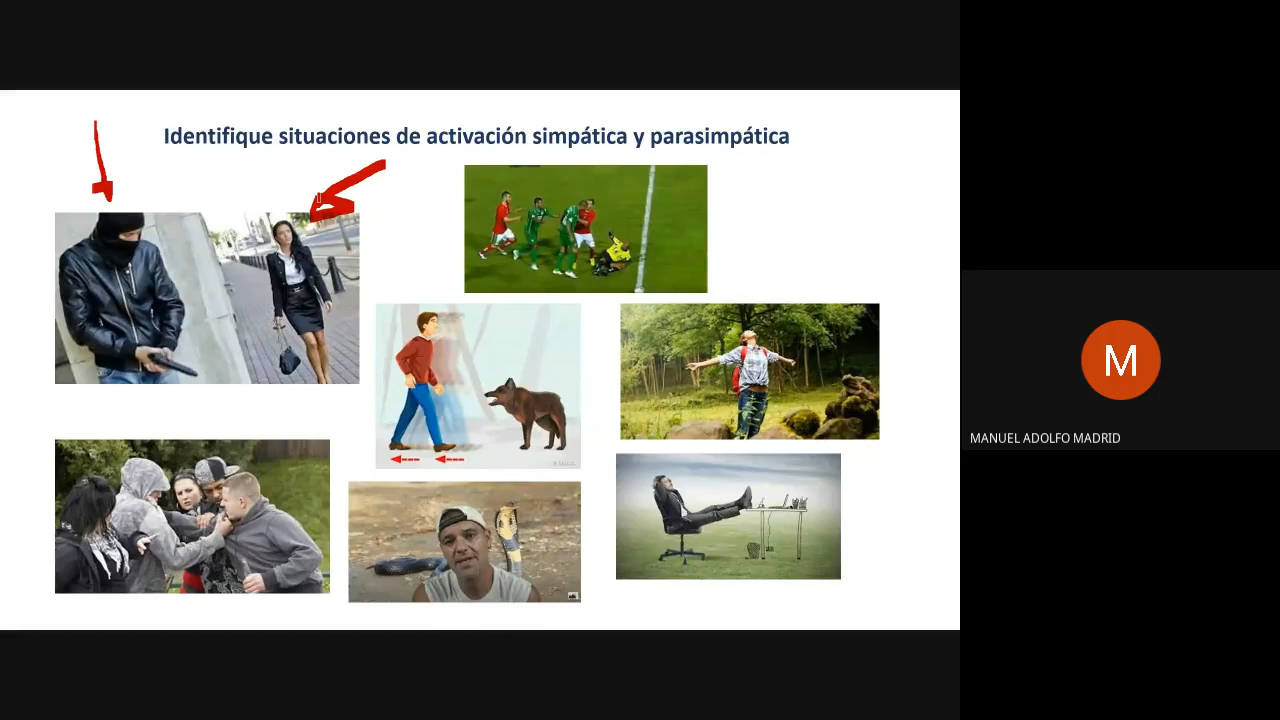 Identifique situaciones de activación simpática y parasimpática
M
MANUEL ADOLFO MADRID